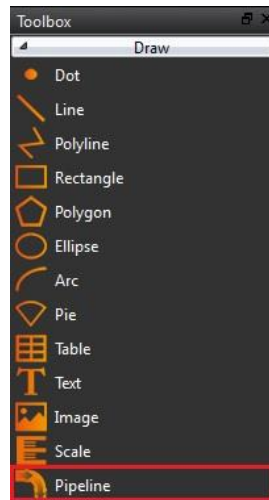 Toolbox
Draw
Dot
Line
Polyline
Rectangle
Polygon
Ellipse
Arc
Pie
Table
Text
Image
Scale
Pipeline